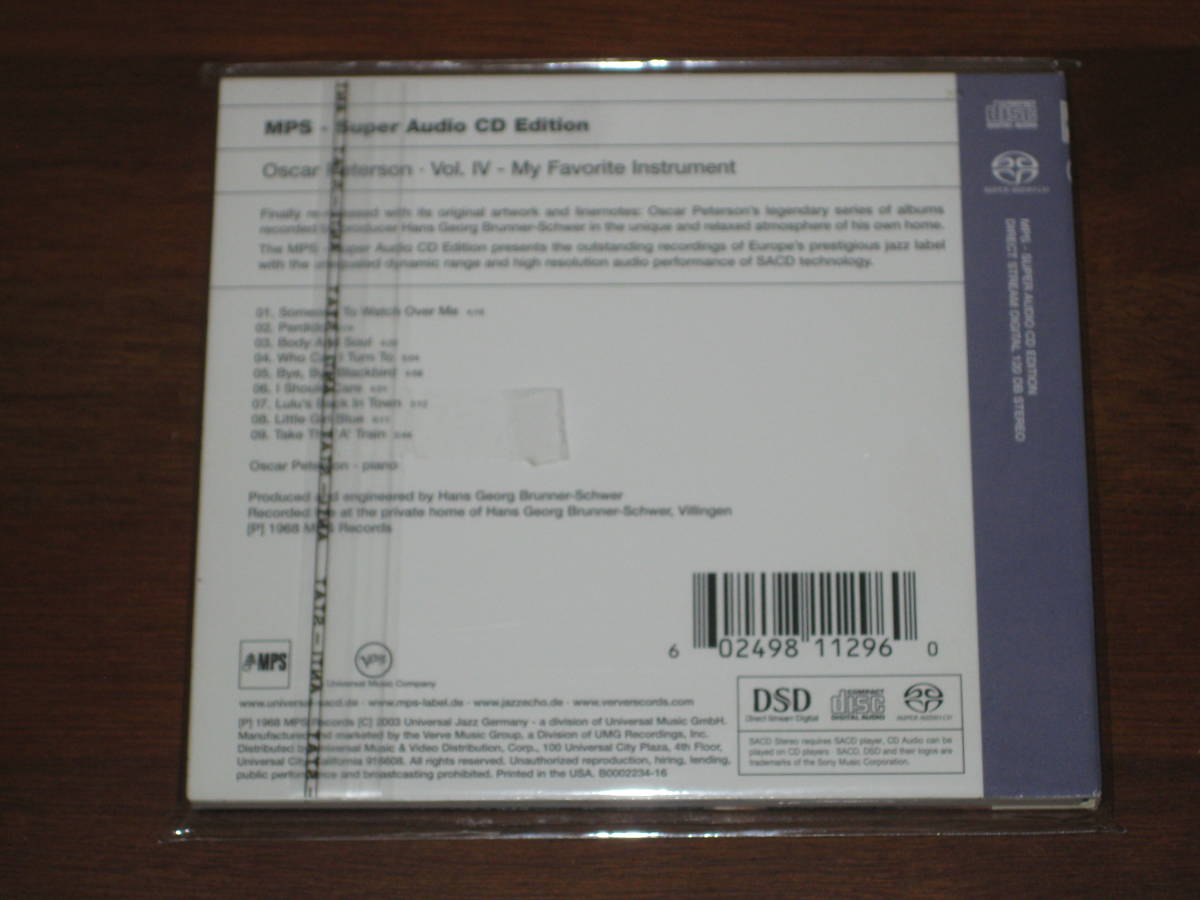 MPS - Super Audio CD Edition
Oscar Peterson · Vol. IV - My Favorite Instrument
Finally re-released with its original artwork and linernotes: Oscar Peterson's legendary series of albums
recorded by producer Hans Georg Brunner-Schwer in the unique and relaxed atmosphere of his own home.
The MPS - Super Audio CD Edition presents the outstanding recordings of Europe's prestigious jazz label
with the unequaled dynamic range and high resolution audio performance of SACD technology.
01. Someone To Watch Over Me
02. Perdido
03. Body And Soul
04. Who Can I Turn To
05. Bye, Bye Blackbird
06. I Should Care
07. Lulu's Back In Town
08. Little Girl Blue
09. Take The 'A' Train
Oscar Peterson - piano
Produced and engineered by Hans Georg Brunner-Schwer
Recorded live at the private home of Hans Georg Brunner-Schwer, Villingen
[P] 1968 MPS Records
MPS
Verve
Universal Music Company
6 02498 11296 0
www.universal-sacd.de · www.mps-label.de · www.jazzecho.de · www.ververecords.com
[P] 1968 MPS Records [C] 2003 Universal Jazz Germany - a division of Universal Music GmbH.
Manufactured and marketed by the Verve Music Group, a Division of UMG Recordings, Inc.
Distributed by Universal Music & Video Distribution, Corp., 100 Universal City Plaza, 4th Floor,
Universal City, California 918608. All rights reserved. Unauthorized reproduction, hiring, lending,
public performance and broadcasting prohibited. Printed in the USA. B0002234-16
DSD
Direct Stream Digital
COMPACT
disc
DIGITAL AUDIO
SUPER AUDIO CD
SACD Stereo requires SACD player, CD Audio can be
played on CD players · SACD, DSD and their logos are
trademarks of the Sony Music Corporation.
disc
SUPER AUDIO CD
MPS - SUPER AUDIO CD EDITION
DIRECT STREAM DIGITAL 120 DB STEREO